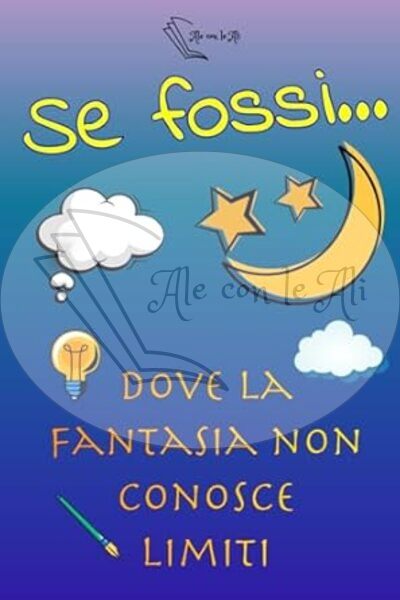 Ale con le Ali
Se fossi...
Ale con le Ali
DOVE LA
FANTASIA NON
CONOSCE
LIMITI